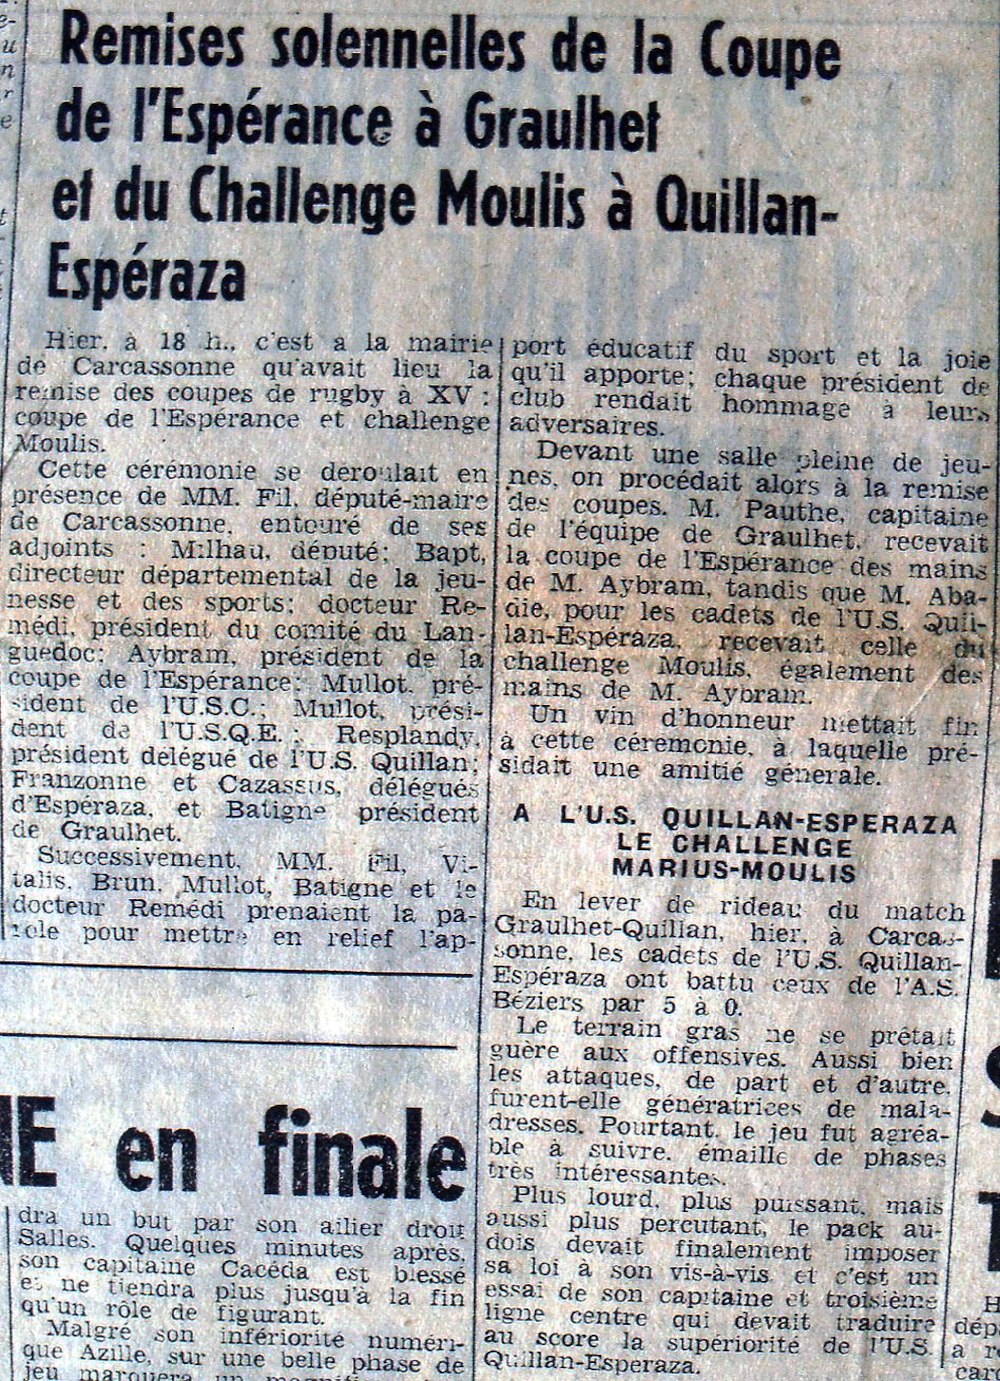 Remises solennelles de la Coupe
de l'Espérance à Graulhet
et du Challenge Moulis à Quillan-
Espéraza
Hier, à 18 h., c'est a la mairie
de Carcassonne qu'avait lieu la
remise des coupes de rugby à XV :
coupe de l'Espérance et challenge
Moulis.
Cette cérémonie se deroulait en
présence de MM. Fil, député-maire
de Carcassonne, entouré de ses
adjoints : Milhau, député; Bapt,
directeur départemental de la jeu-
nesse et des sports; docteur Re-
médi, président du comité du Lan-
guedoc; Aybram, président de la
coupe de l'Espérance; Mullot, pré-
sident de l'U.S.C.; Mullot, prési-
dent de l'U.S.Q.E. ; Resplandy,
président délégué de l'U.S. Quillan;
Franzonne et Cazassus, délégués
d'Espéraza, et Batigne président
de Graulhet.
Successivement, MM. Fil, Vi-
talis, Brun, Mullot, Batigne et le
docteur Remédi prenaient la pa-
role pour mettre en relief l'ap-
port éducatif du sport et la joie
qu'il apporte; chaque président de
club rendait hommage à leurs
adversaires.
Devant une salle pleine de jeu-
nes, on procédait alors à la remise
des coupes. M. Pauthe, capitaine
de l'équipe de Graulhet, recevait
la coupe de l'Espérance des mains
de M. Aybram, tandis que M. Aba-
die, pour les cadets de l'U.S. Quil-
lan-Espéraza, recevait celle du
challenge Moulis, également des
mains de M. Aybram.
Un vin d'honneur mettait fin
à cette céremonie, à laquelle pré-
sidait une amitié génerale.
A L'U.S. QUILLAN-ESPERAZA
LE CHALLENGE
MARIUS-MOULIS
En lever de rideau du match
Graulhet-Quillan, hier, à Carcas-
sonne, les cadets de l'U.S. Quillan-
Espéraza ont battu ceux de l'A.S.
Béziers par 5 à 0.
Le terrain gras ne se prêtait
guère aux offensives. Aussi bien
les attaques, de part et d'autre,
furent-elle génératrices de mala-
dresses. Pourtant, le jeu fut agréa-
ble à suivre, émaillé de phases
très intéressantes.
Plus lourd, plus puissant, mais
aussi plus percutant, le pack au-
dois devait finalement imposer
sa loi à son vis-à-vis et c'est un
essai de son capitaine et troisième
ligne centre qui devait traduire
au score la supériorité de l'U.S.
Quillan-Esperaza.
NE en finale
dra un but par son ailier droit
Salles. Quelques minutes après,
son capitaine Cacéda est blessé
et ne tiendra plus jusqu'à la fin
qu'un rôle de figurant.
Malgré son infériorité numéri-
que Azille, sur une belle phase de
jeu marquera un